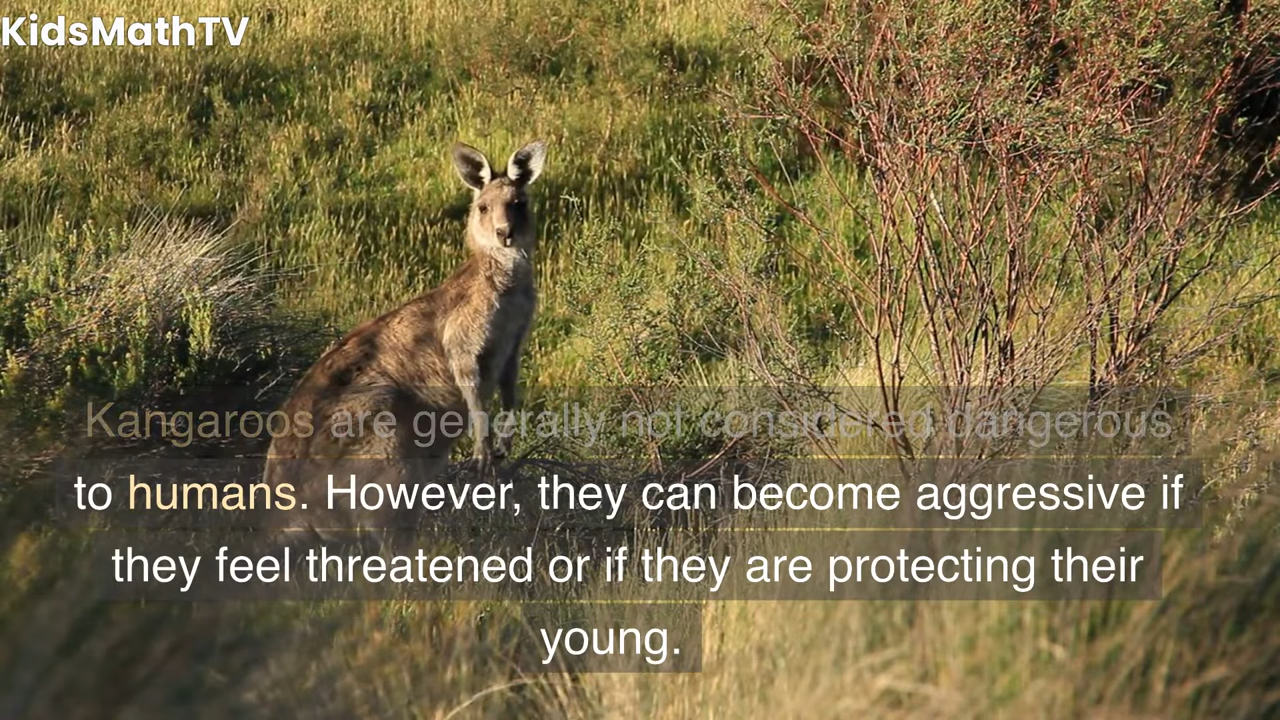 KidsMathTV
Kangaroos are generally not considered dangerous
to humans. However, they can become aggressive if
they feel threatened or if they are protecting their
young.